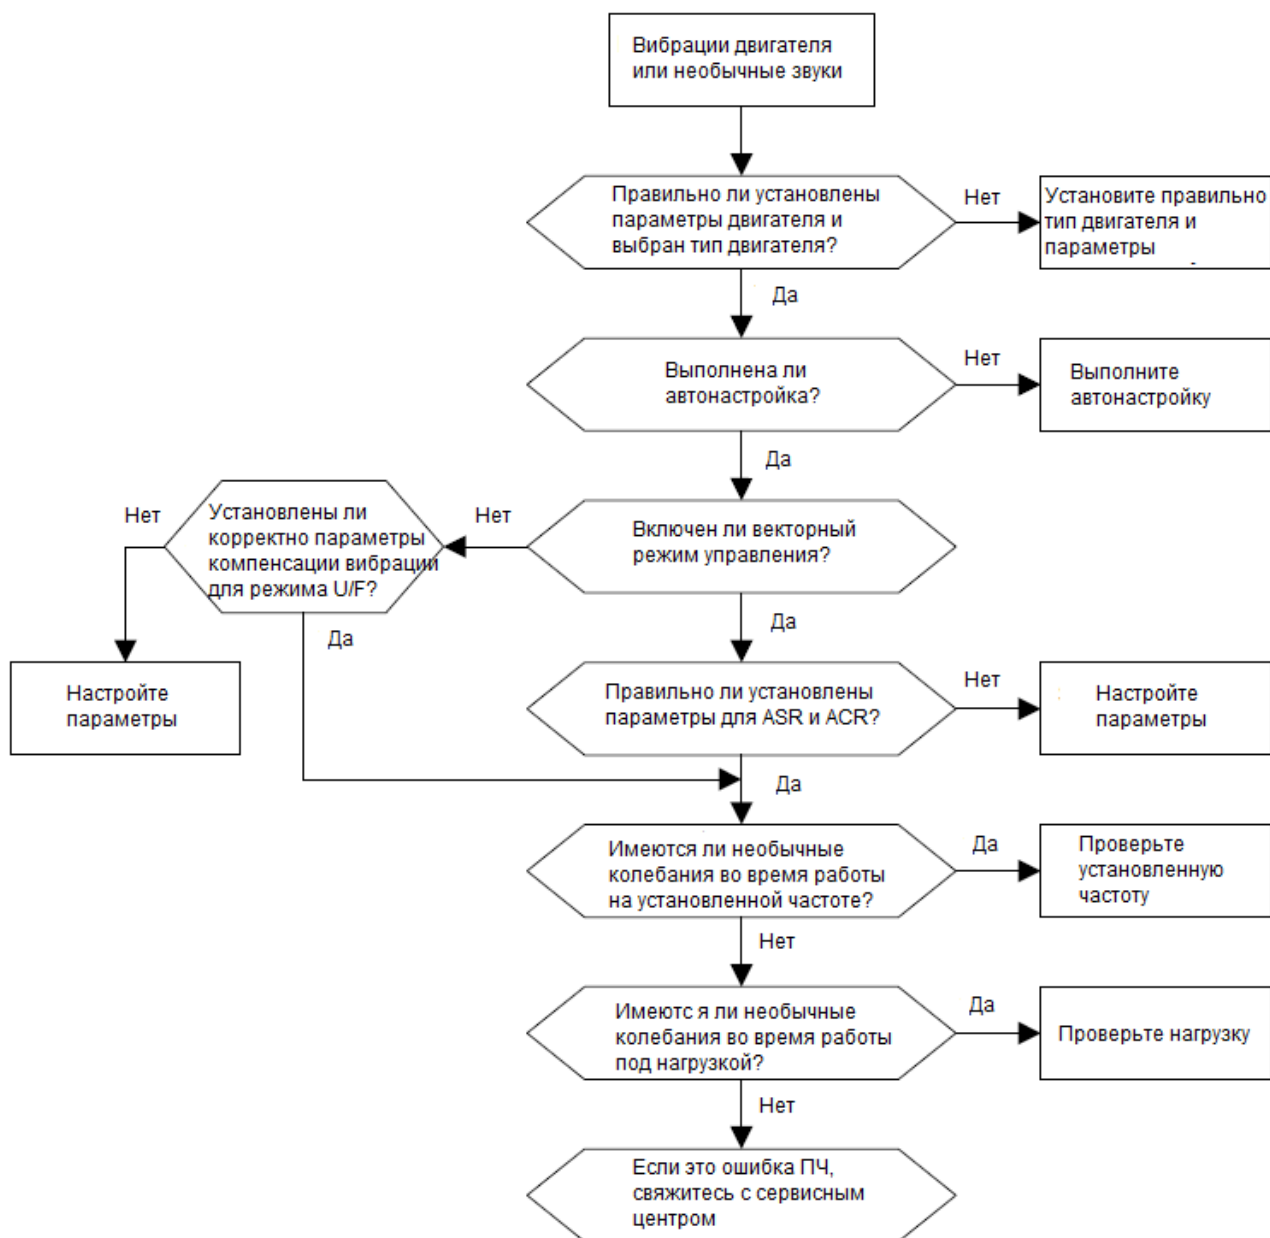 Вибрации двигателя
или необычные звуки
Правильно ли установлены
параметры двигателя и
выбран тип двигателя?
Нет
Установите правильно
тип двигателя и
параметры
Да
Выполнена ли
автонастройка?
Нет
Выполните
автонастройку
Да
Включен ли векторный
режим управления?
Нет
Установлены ли
корректно параметры
компенсации вибрации
для режима U/F?
Нет
Настройте
параметры
Да
Да
Правильно ли установлены
параметры для ASR и ACR?
Нет
Настройте
параметры
Да
Имеются ли необычные
колебания во время работы
на установленной частоте?
Да
Проверьте
установленную
частоту
Нет
Имеютс я ли необычные
колебания во время работы
под нагрузкой?
Да
Проверьте нагрузку
Нет
Если это ошибка ПЧ,
свяжитесь с сервисным
центром